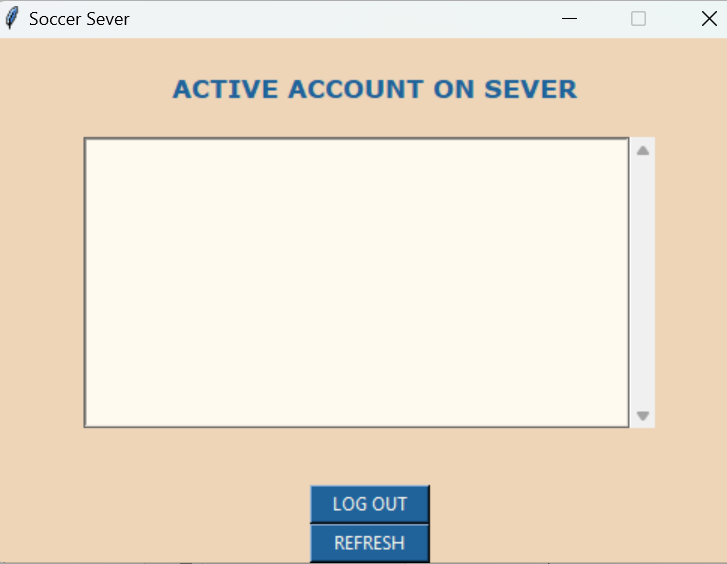 Soccer Sever
ACTIVE ACCOUNT ON SEVER
LOG OUT
REFRESH